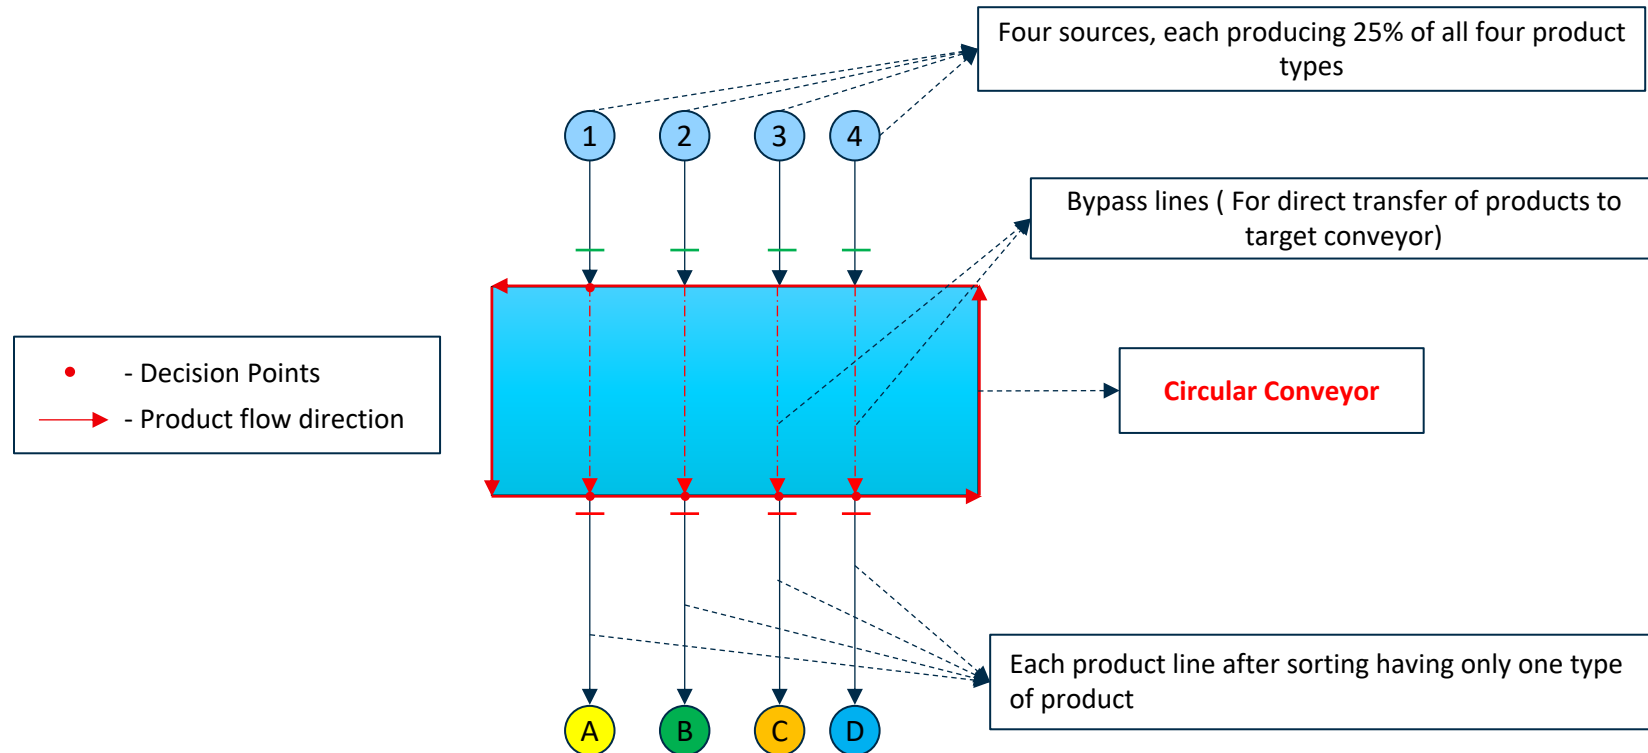 Four sources, each producing 25% of all four product
types
1 2 3 4
Bypass lines ( For direct transfer of products to
target conveyor)
- Decision Points
- Product flow direction
Circular Conveyor
Each product line after sorting having only one type
of product
A B C D